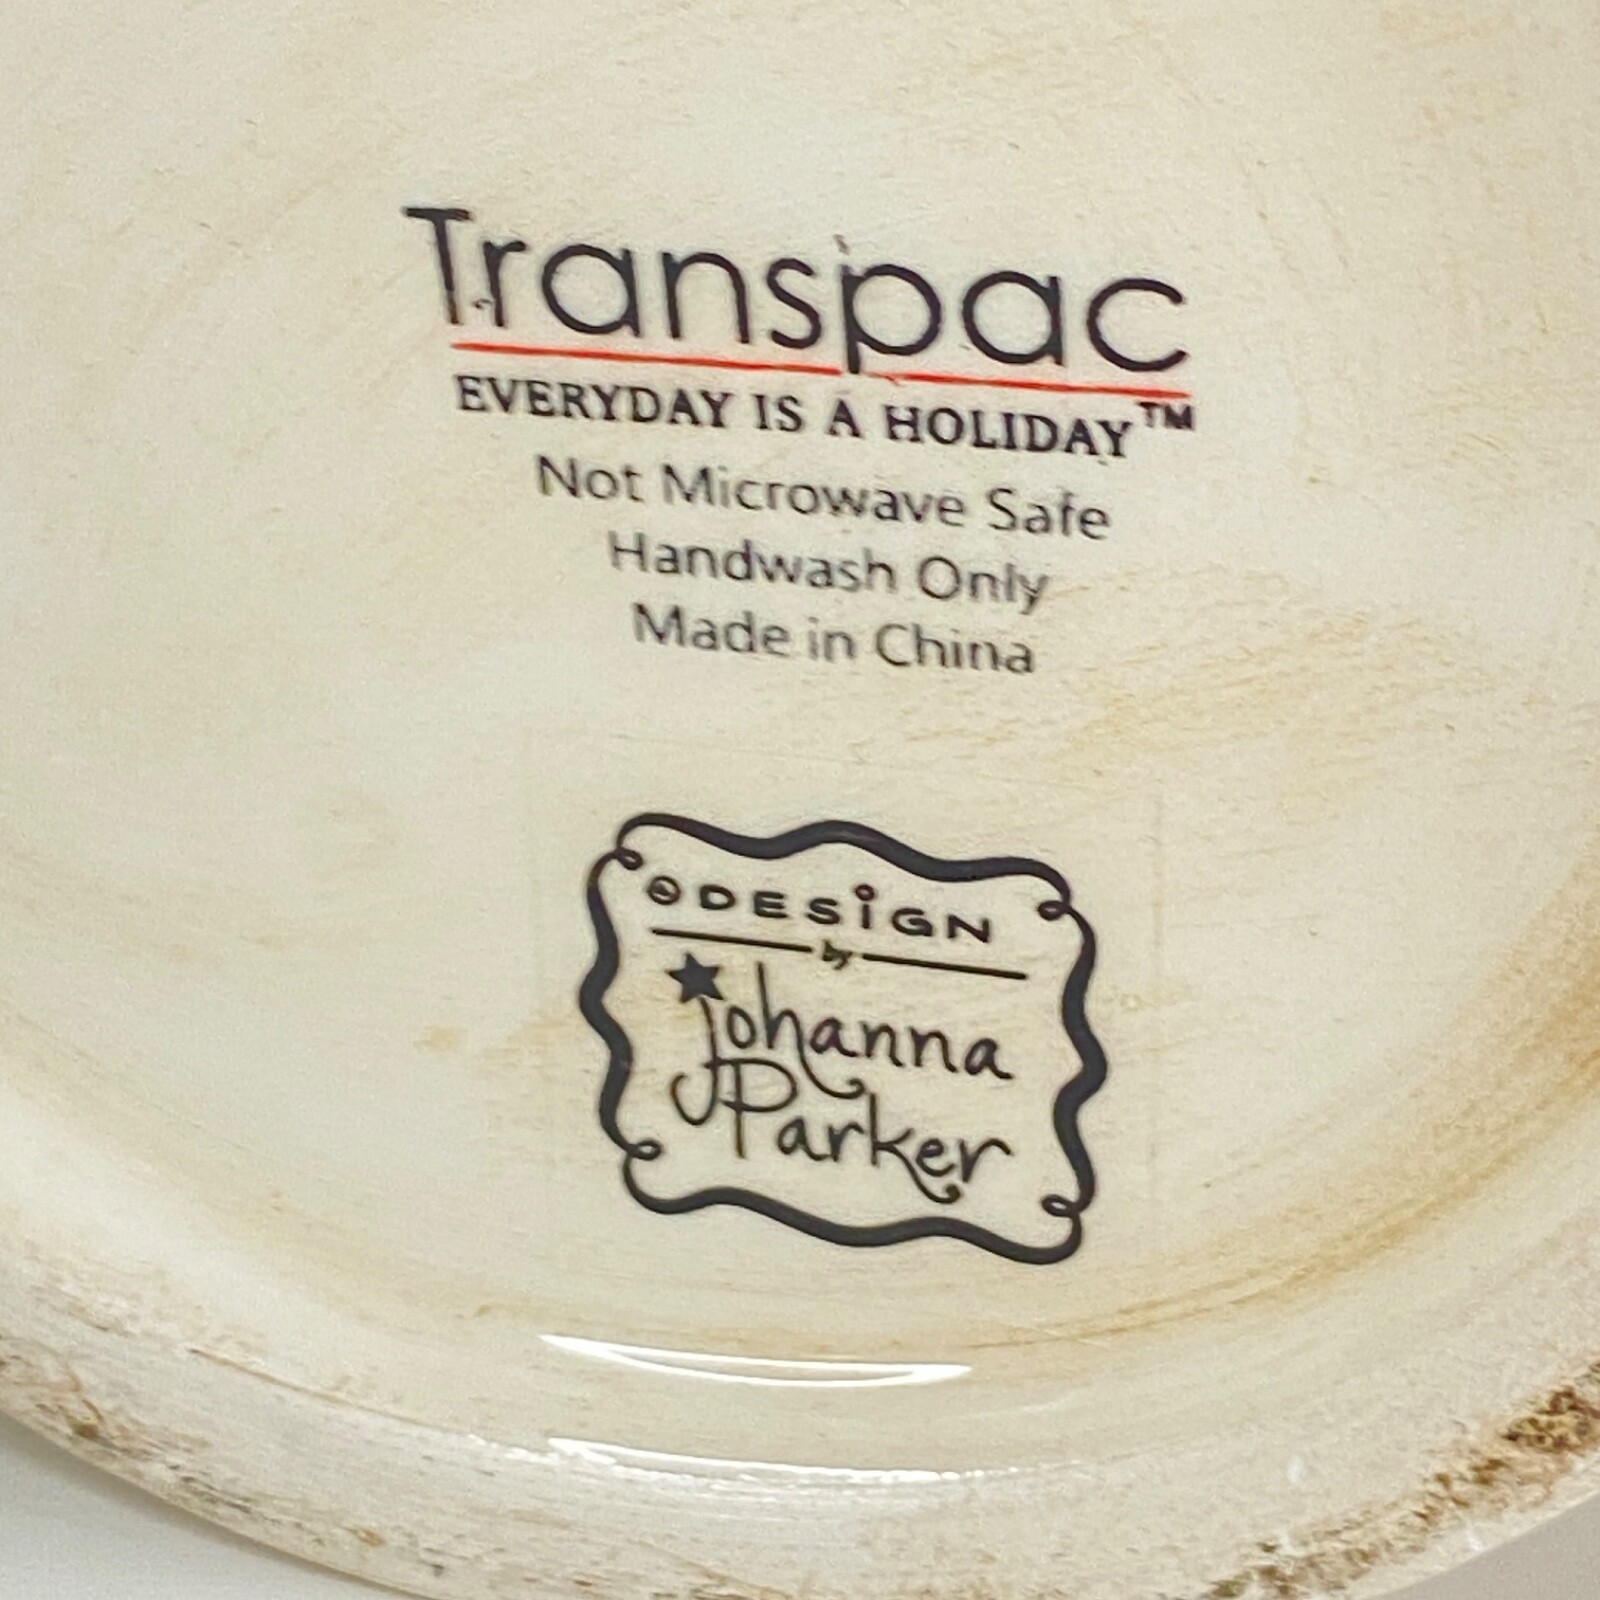 Transpac
EVERYDAY IS A HOLIDAY™
Not Microwave Safe
Handwash Only
Made in China
© DESiGN
by
Johanna
Parker